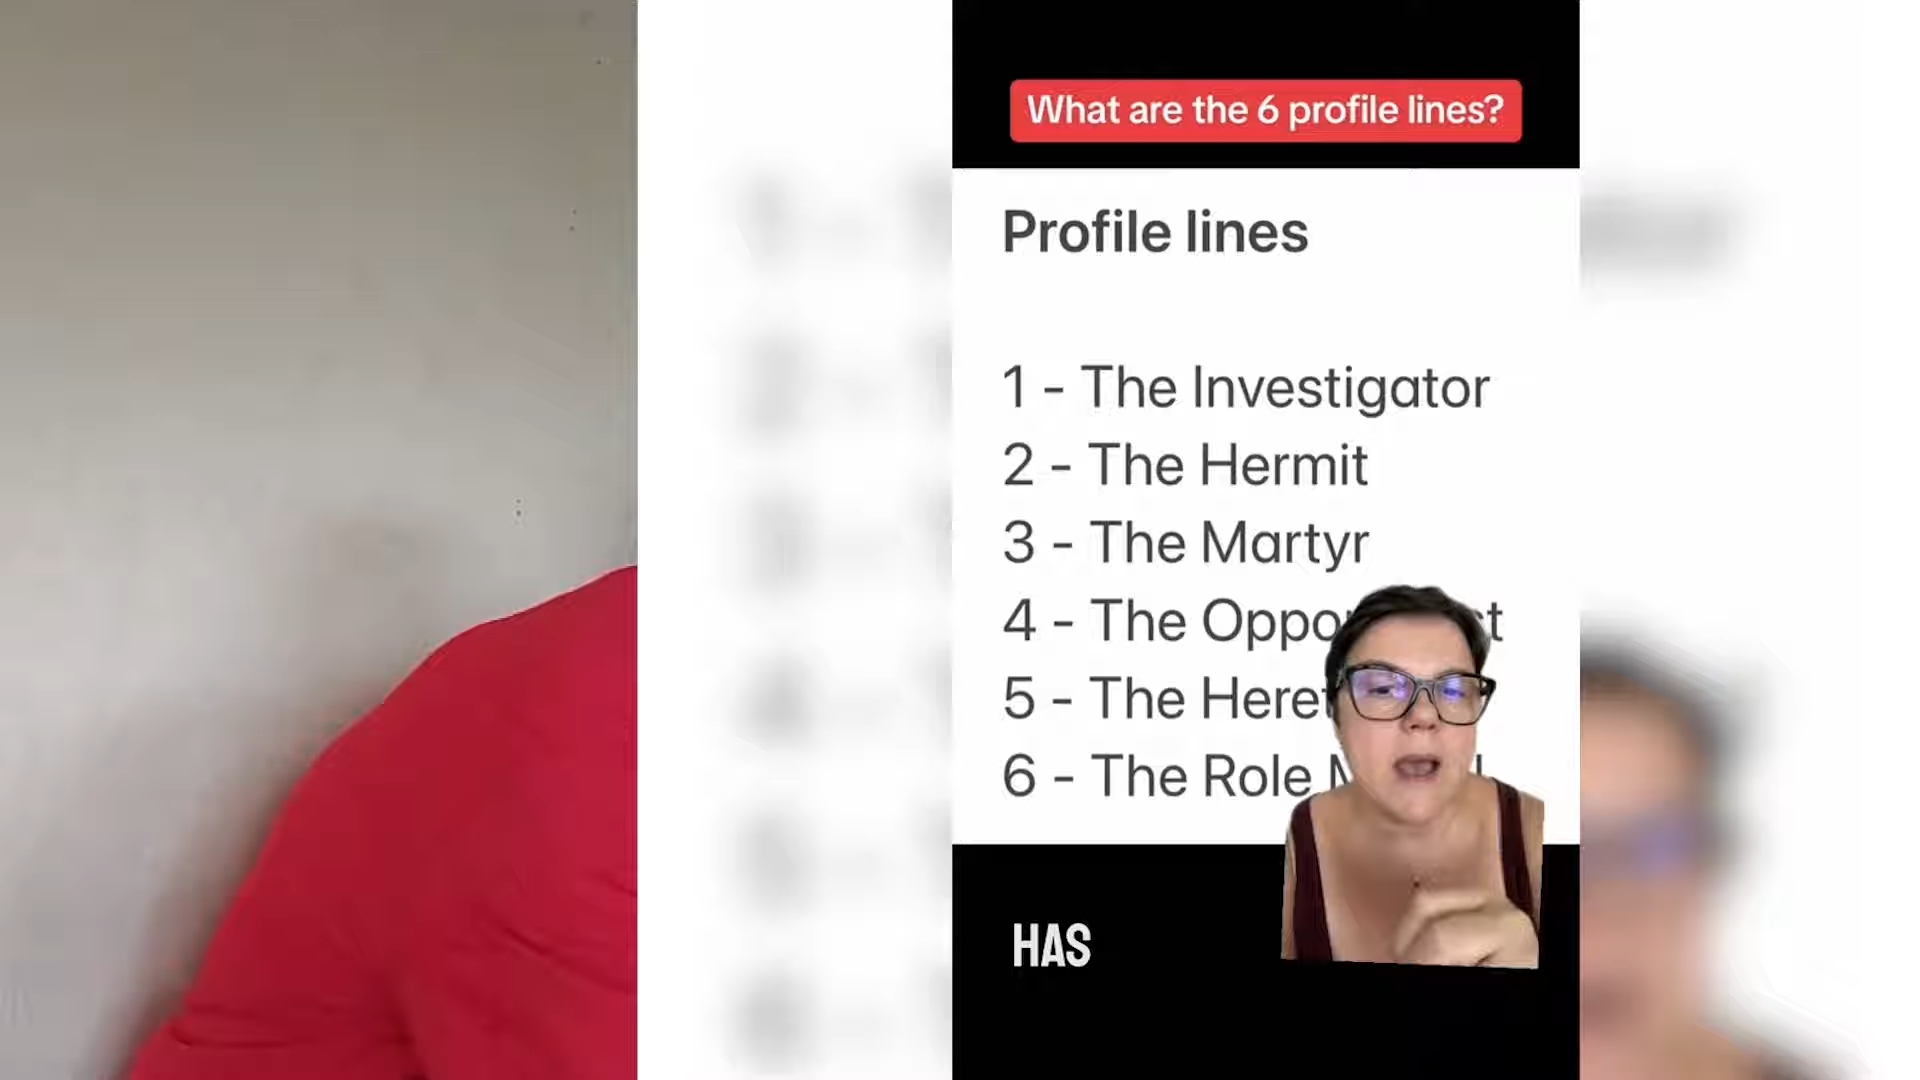 What are the 6 profile lines?
Profile lines
1 - The Investigator
2 - The Hermit
3 - The Martyr
4 - The
5 - The
6 - The Role
HAS